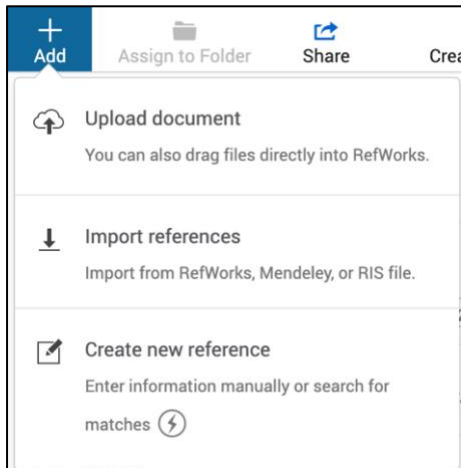 Add
Assign to Folder
Share
Upload document
You can also drag files directly into RefWorks.
Import references
Import from RefWorks, Mendeley, or RIS file.
Create new reference
Enter information manually or search for
matches